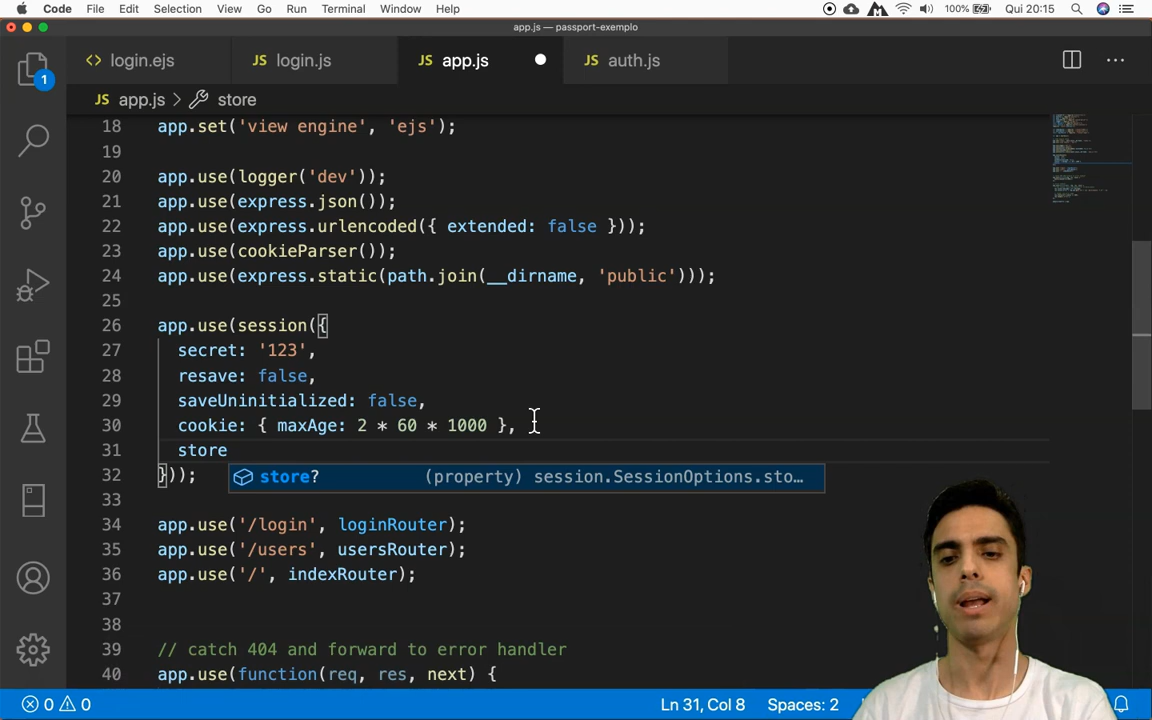 Code File Edit Selection View Go Run Terminal Window Help 100% Qui 20:15
app.js — passport-exemplo
1
<> login.ejs JS login.js JS app.js JS auth.js
JS app.js > store
18 app.set('view engine', 'ejs');
19
20 app.use(logger('dev'));
21 app.use(express.json());
22 app.use(express.urlencoded({ extended: false }));
23 app.use(cookieParser());
24 app.use(express.static(path.join(__dirname, 'public')));
25
26 app.use(session({
27 secret: '123',
28 resave: false,
29 saveUninitialized: false,
30 cookie: { maxAge: 2 * 60 * 1000 },
31 store
32 }));
store? (property) session.SessionOptions.sto…
33
34 app.use('/login', loginRouter);
35 app.use('/users', usersRouter);
36 app.use('/', indexRouter);
37
38
39 // catch 404 and forward to error handler
40 app.use(function(req, res, next) {
0 0 Ln 31, Col 8 Spaces: 2